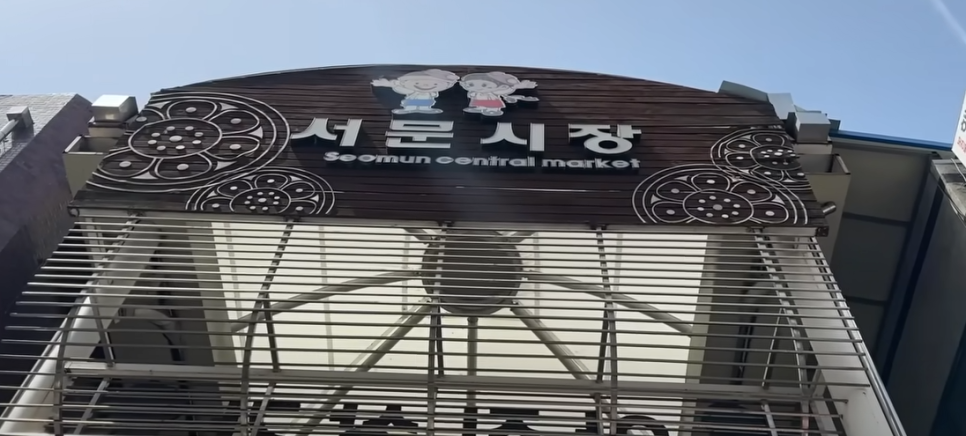 서문시장
Seomun central market